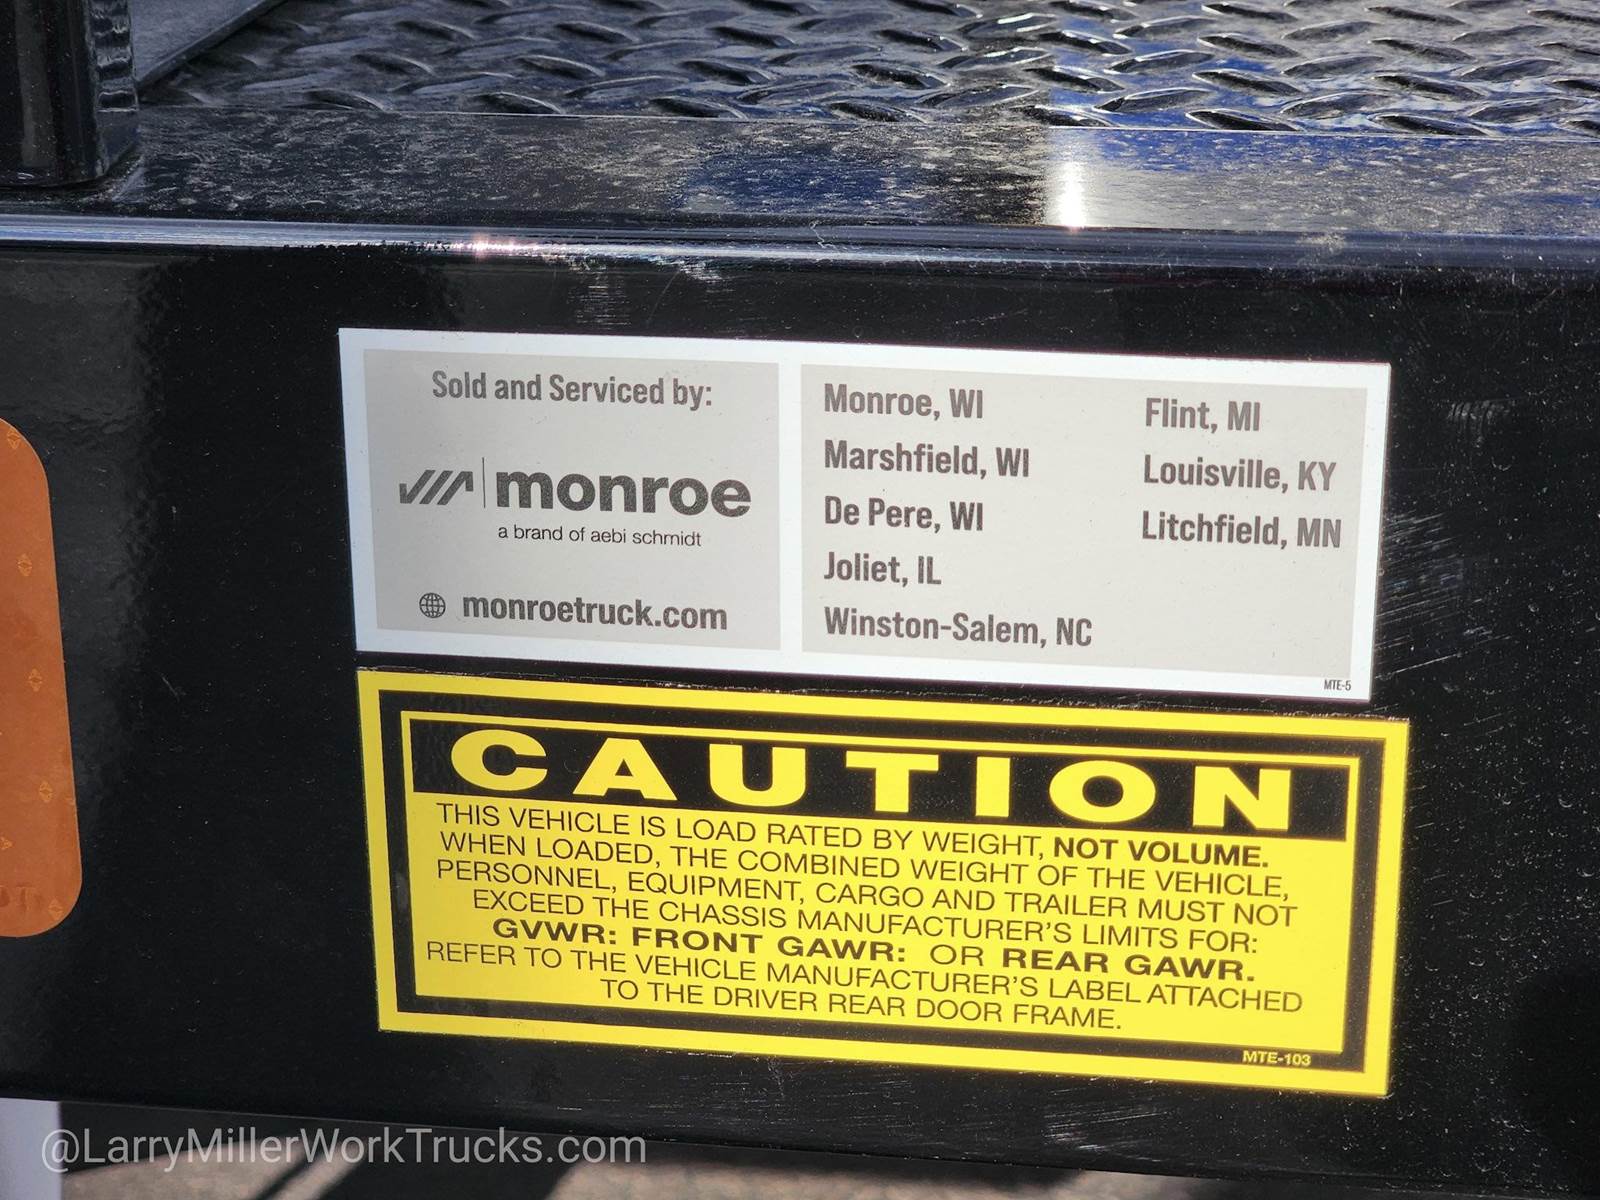 Sold and Serviced by:
monroe
a brand of aebi schmidt
monroetruck.com
Monroe, WI
Marshfield, WI
De Pere, WI
Joliet, IL
Winston-Salem, NC
Flint, MI
Louisville, KY
Litchfield, MN
MTE-5
CAUTION
THIS VEHICLE IS LOAD RATED BY WEIGHT, NOT VOLUME.
WHEN LOADED, THE COMBINED WEIGHT OF THE VEHICLE,
PERSONNEL, EQUIPMENT, CARGO AND TRAILER MUST NOT
EXCEED THE CHASSIS MANUFACTURER'S LIMITS FOR:
GVWR: FRONT GAWR: OR REAR GAWR.
REFER TO THE VEHICLE MANUFACTURER'S LABEL ATTACHED
TO THE DRIVER REAR DOOR FRAME.
MTE-103
@LarryMillerWorkTrucks.com